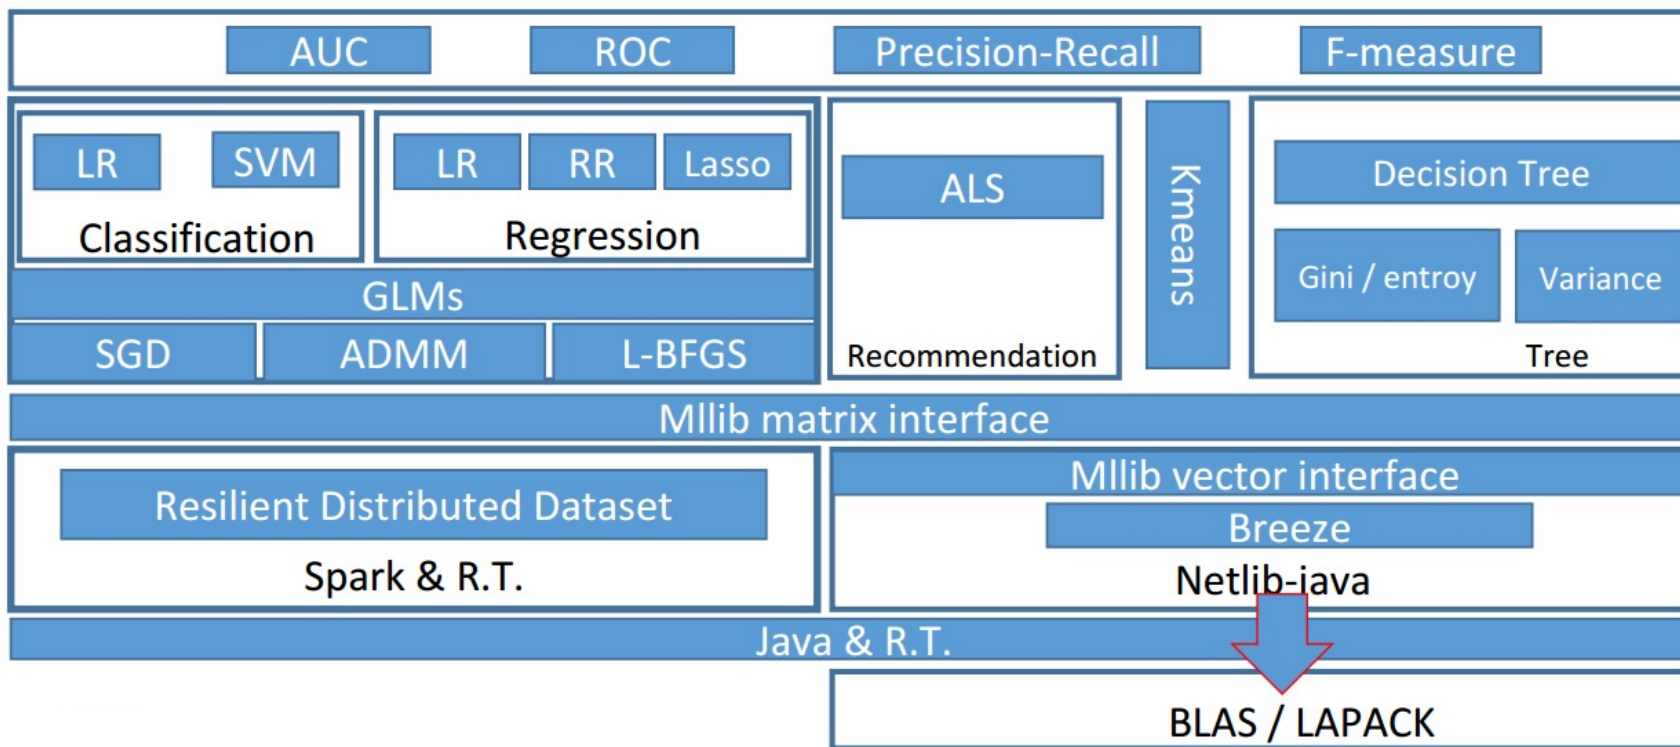 AUC ROC Precision-Recall F-measure
LR SVM
Classification
LR RR Lasso
Regression
GLMs
SGD ADMM L-BFGS
ALS
Recommendation
Kmeans
Decision Tree
Gini / entroy Variance
Tree
Mllib matrix interface
Resilient Distributed Dataset
Spark & R.T.
Mllib vector interface
Breeze
Netlib-java
Java & R.T.
BLAS / LAPACK